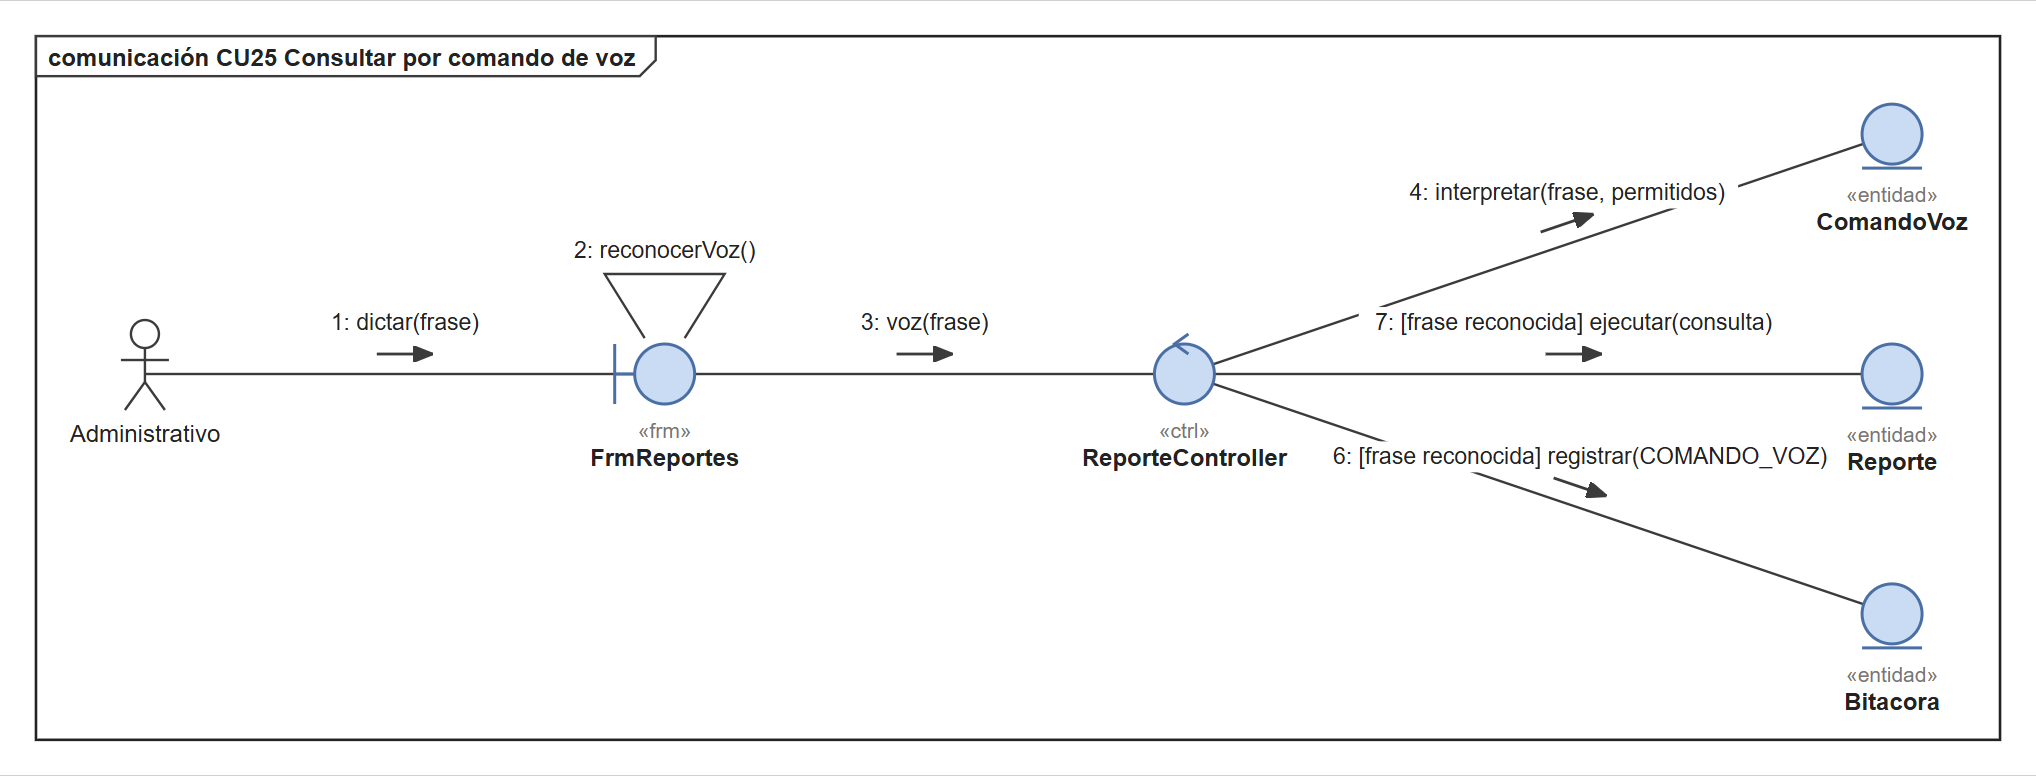 comunicación CU25 Consultar por comando de voz
4: interpretar(frase, permitidos)
«entidad»
ComandoVoz
2: reconocerVoz()
1: dictar(frase)
3: voz(frase)
7: [frase reconocida] ejecutar(consulta)
Administrativo
«frm»
FrmReportes
«ctrl»
ReporteController
«entidad»
Reporte
6: [frase reconocida] registrar(COMANDO_VOZ)
«entidad»
Bitacora